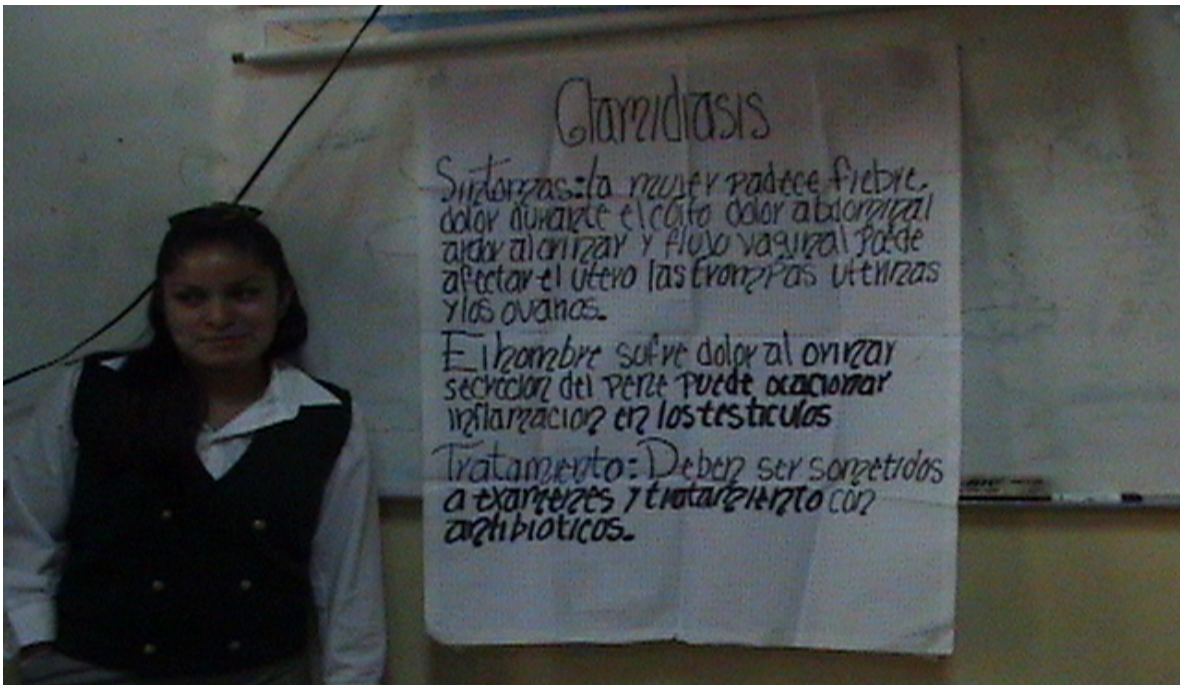 Clamidiasis
Sintomas: la mujer padece fiebre,
dolor durante el coito dolor abdominal
ardor al orinar y flujo vaginal Puede
afectar el utero las trompas uterinas
y los ovarios.
El hombre sufre dolor al orinar
secrecion del pene puede ocacionar
inflamacion en los testiculos
Tratamiento: Deben ser sometidos
a examenes y tratamiento con
antibioticos.